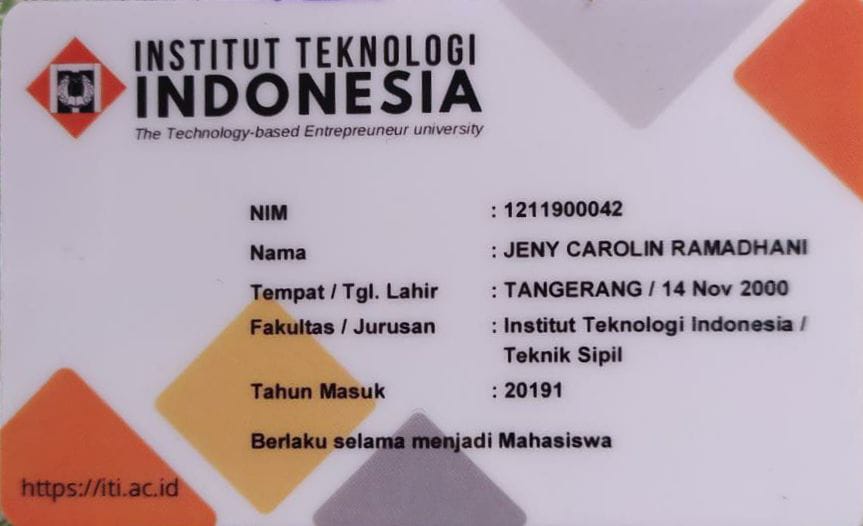 INSTITUT TEKNOLOGI
INDONESIA
The Technology-based Entrepreuneur university
NIM : 1211900042
Nama : JENY CAROLIN RAMADHANI
Tempat / Tgl. Lahir : TANGERANG / 14 Nov 2000
Fakultas / Jurusan : Institut Teknologi Indonesia /
Teknik Sipil
Tahun Masuk : 20191
Berlaku selama menjadi Mahasiswa
https://iti.ac.id